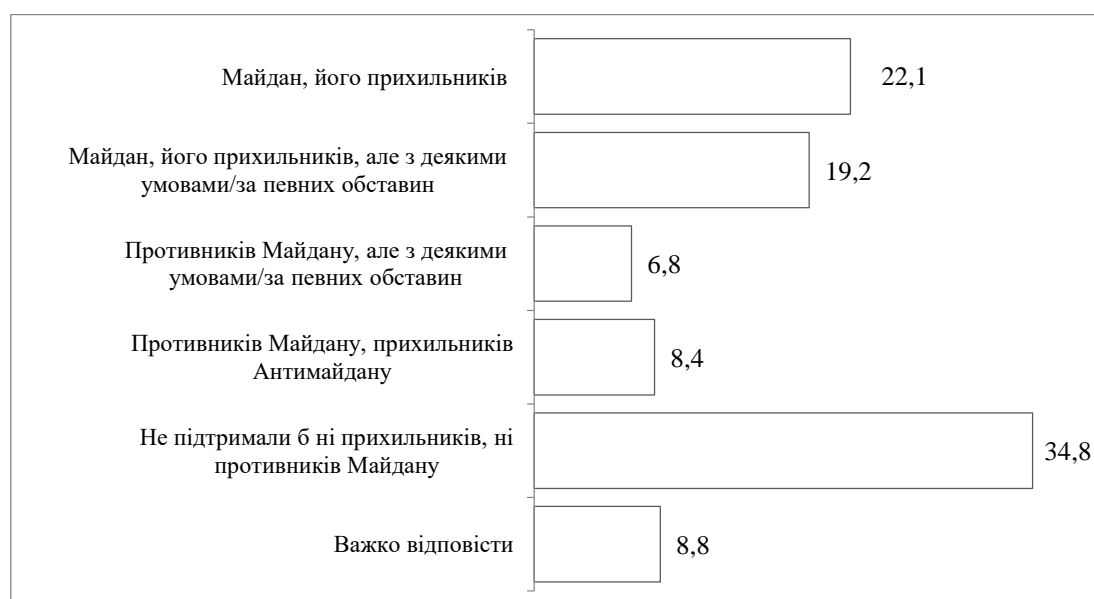 Майдан, його прихильників
22,1
Майдан, його прихильників, але з деякими
умовами/за певних обставин
19,2
Противників Майдану, але з деякими
умовами/за певних обставин
6,8
Противників Майдану, прихильників
Антимайдану
8,4
Не підтримали б ні прихильників, ні
противників Майдану
34,8
Важко відповісти
8,8